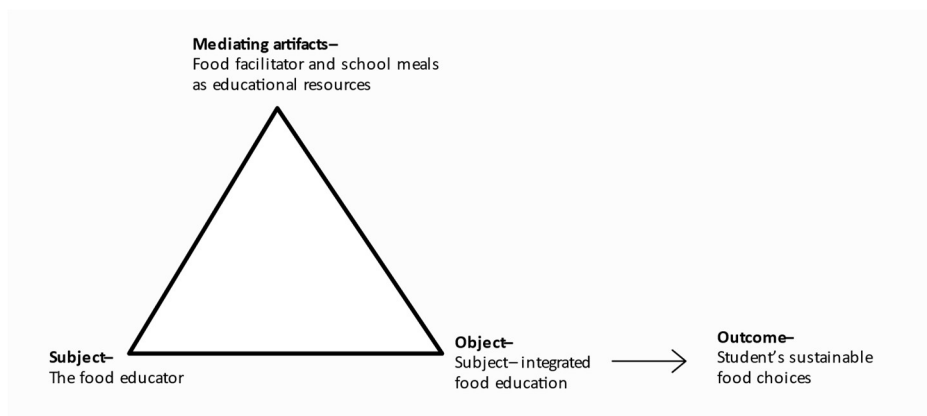 Mediating artifacts–
Food facilitator and school meals
as educational resources
Subject–
The food educator
Object–
Subject–integrated
food education
Outcome–
Student’s sustainable
food choices